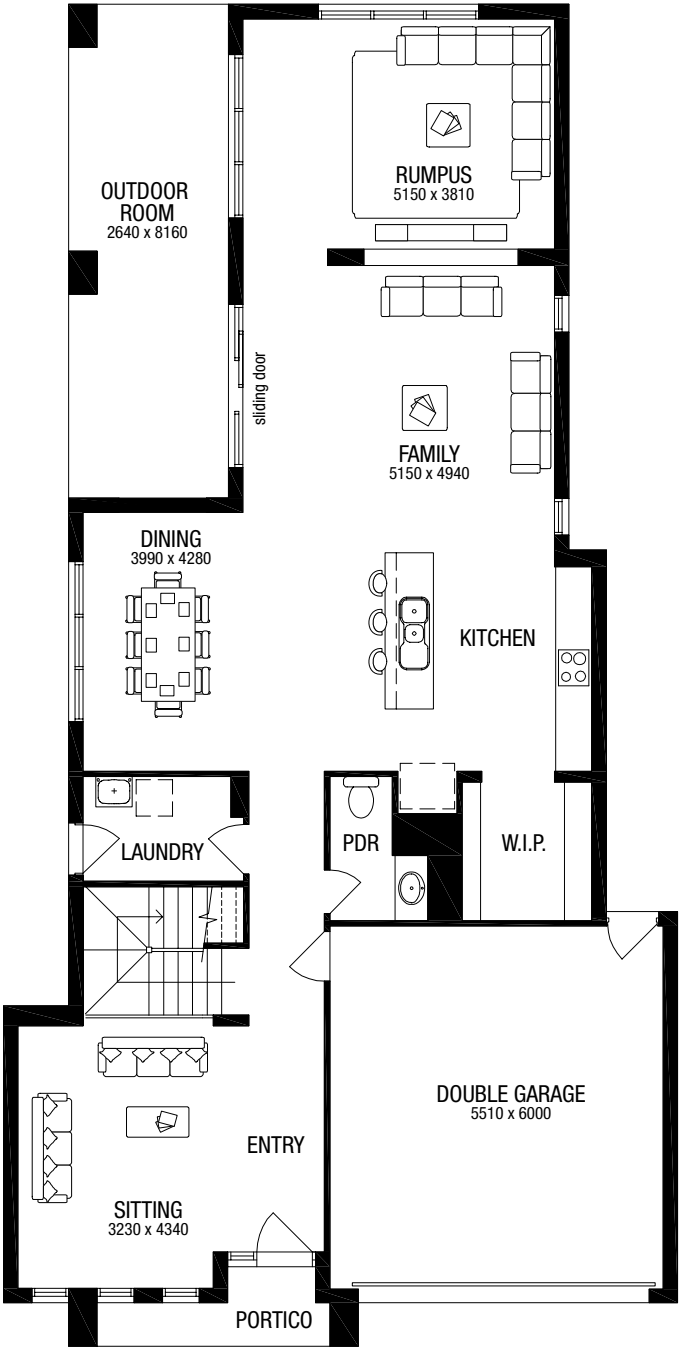 OUTDOOR
ROOM
2640 x 8160
RUMPUS
5150 x 3810
sliding door
FAMILY
5150 x 4940
DINING
3990 x 4280
KITCHEN
LAUNDRY
PDR
W.I.P.
DOUBLE GARAGE
5510 x 6000
ENTRY
SITTING
3230 x 4340
PORTICO